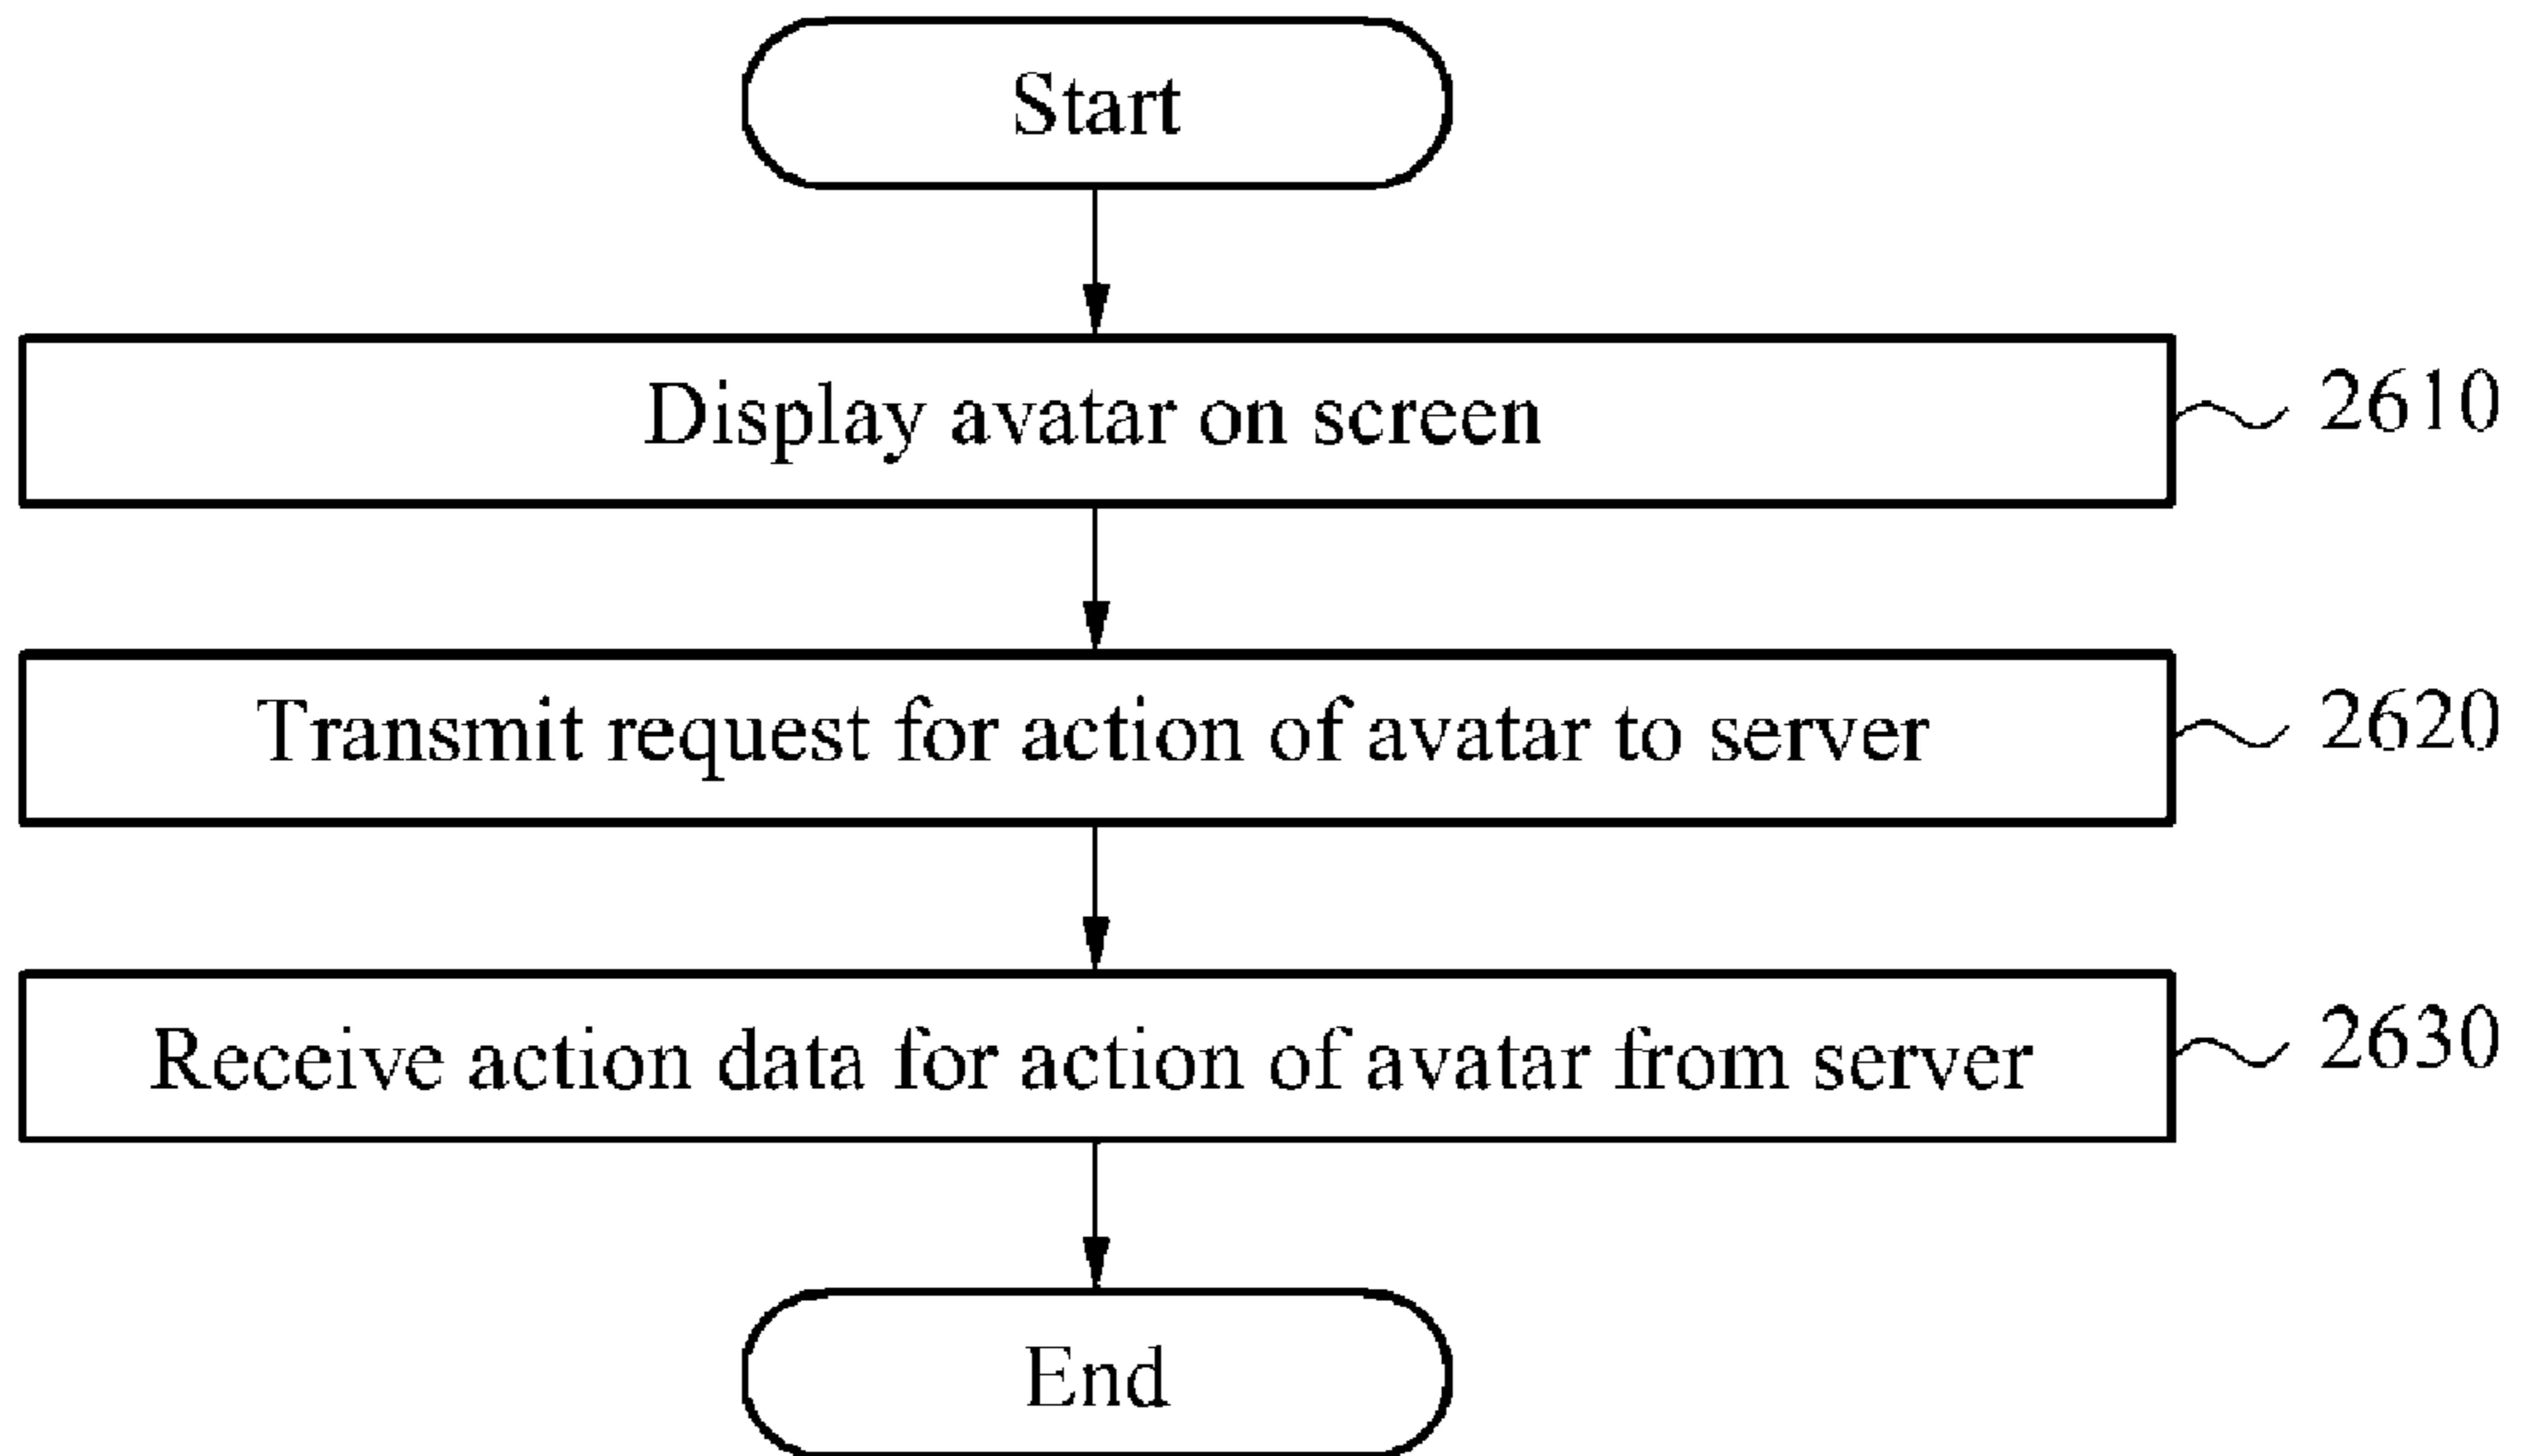 Start
Display avatar on screen 2610
Transmit request for action of avatar to server 2620
Receive action data for action of avatar from server 2630
End